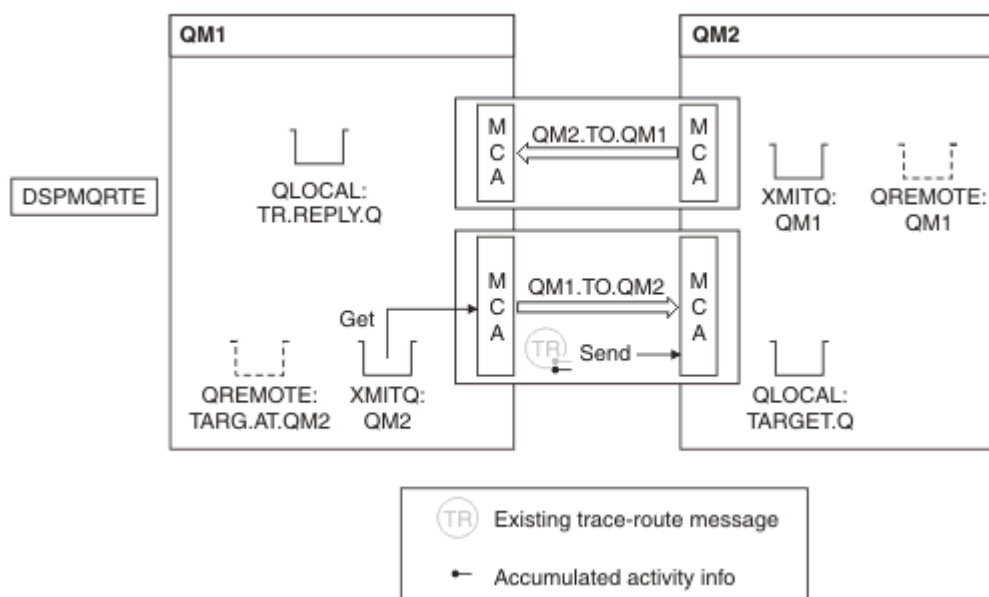 QM1
QM2
M
C
A
QM2.TO.QM1
M
C
A
DSPMQRTE
QLOCAL:
TR.REPLY.Q
XMITQ:
QM1
QREMOTE:
QM1
M
C
A
QM1.TO.QM2
M
C
A
Get
TR
Send
QREMOTE:
TARG.AT.QM2
XMITQ:
QM2
QLOCAL:
TARGET.Q
TR Existing trace-route message
Accumulated activity info